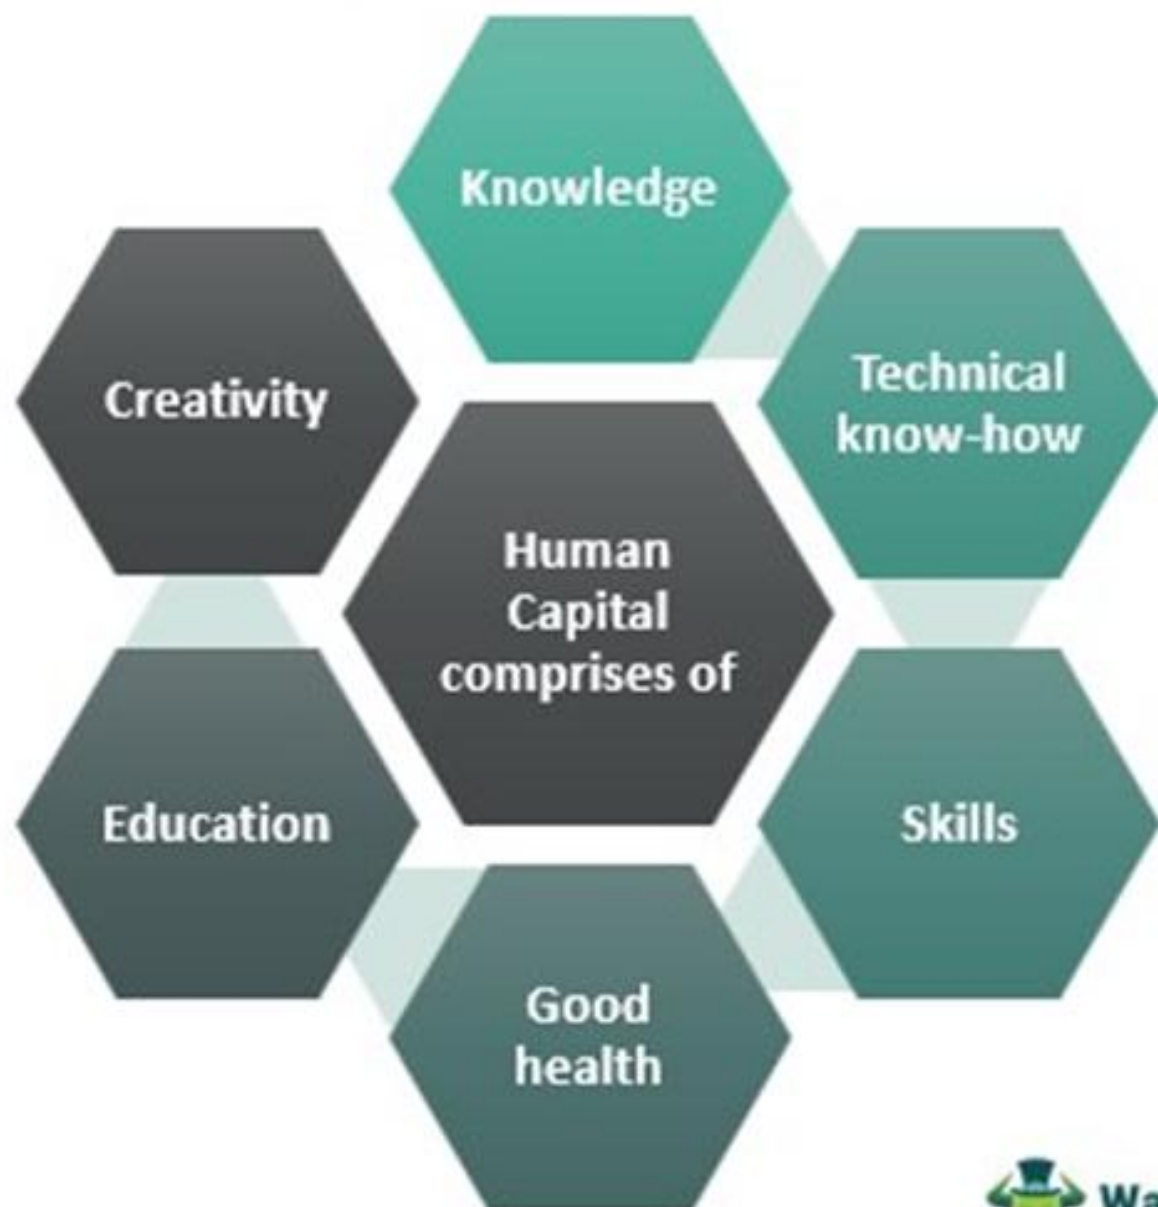 Knowledge
Technical
know-how
Creativity
Human
Capital
comprises of
Skills
Education
Good
health